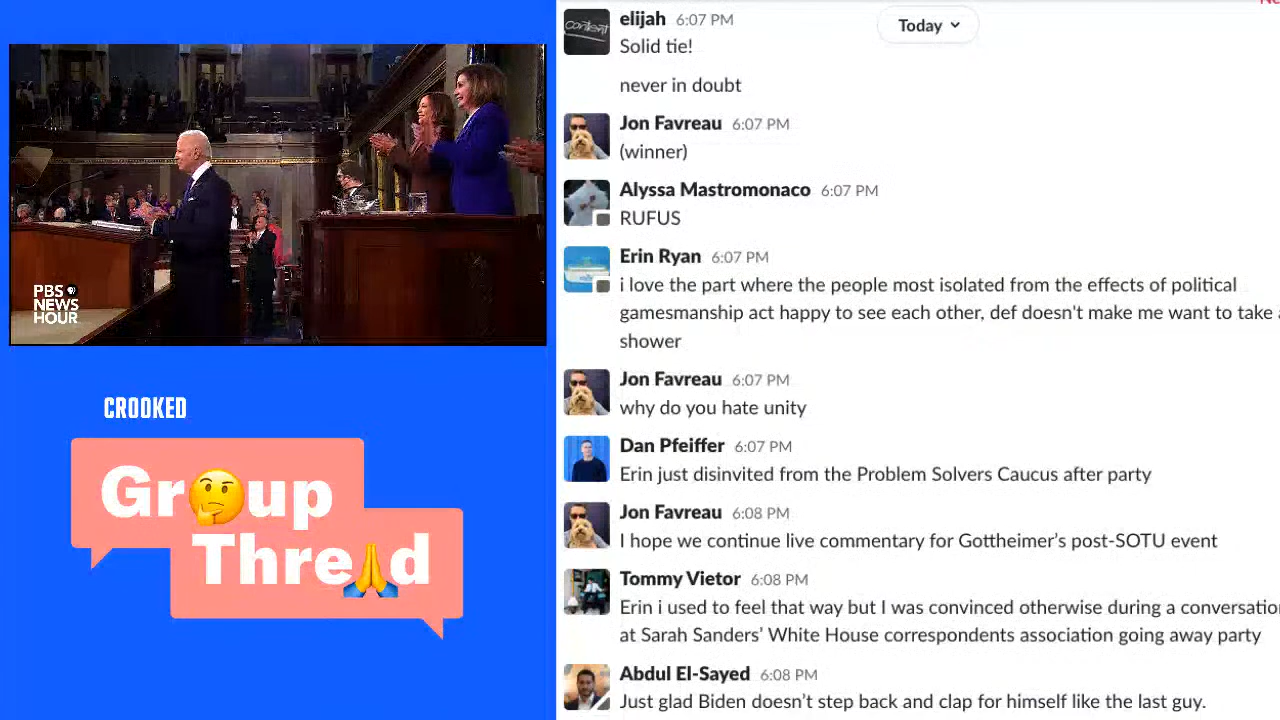 elijah 6:07 PM
Today
Solid tie!
never in doubt
Jon Favreau 6:07 PM
(winner)
Alyssa Mastromonaco 6:07 PM
RUFUS
Erin Ryan 6:07 PM
i love the part where the people most isolated from the effects of political
gamesmanship act happy to see each other, def doesn't make me want to take a
shower
Jon Favreau 6:07 PM
why do you hate unity
Dan Pfeiffer 6:07 PM
Erin just disinvited from the Problem Solvers Caucus after party
Jon Favreau 6:08 PM
I hope we continue live commentary for Gottheimer’s post-SOTU event
Tommy Vietor 6:08 PM
Erin i used to feel that way but I was convinced otherwise during a conversatio
at Sarah Sanders’ White House correspondents association going away party
Abdul El-Sayed 6:08 PM
Just glad Biden doesn’t step back and clap for himself like the last guy.
content
PBS
NEWS
HOUR
CROOKED
Gr🤔up
Thre🙏d